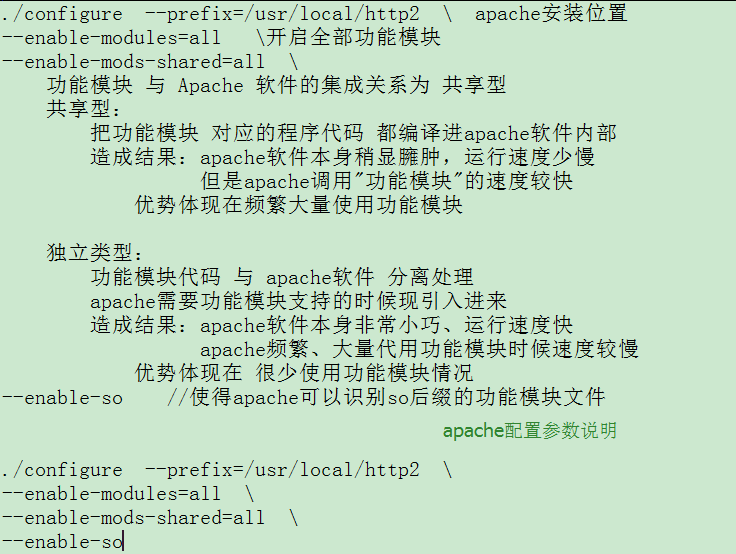 ./configure  --prefix=/usr/local/http2  \  apache安装位置
--enable-modules=all   \开启全部功能模块
--enable-mods-shared=all  \
功能模块 与 Apache 软件的集成关系为 共享型
共享型：
把功能模块 对应的程序代码 都编译进apache软件内部
造成结果：apache软件本身稍显臃肿，运行速度少慢
但是apache调用"功能模块"的速度较快
优势体现在频繁大量使用功能模块
独立类型：
功能模块代码 与 apache软件 分离处理
apache需要功能模块支持的时候现引入进来
造成结果：apache软件本身非常小巧、运行速度快
apache频繁、大量代用功能模块时候速度较慢
优势体现在 很少使用功能模块情况
--enable-so    //使得apache可以识别so后缀的功能模块文件
apache配置参数说明
./configure  --prefix=/usr/local/http2  \
--enable-modules=all  \
--enable-mods-shared=all  \
--enable-so